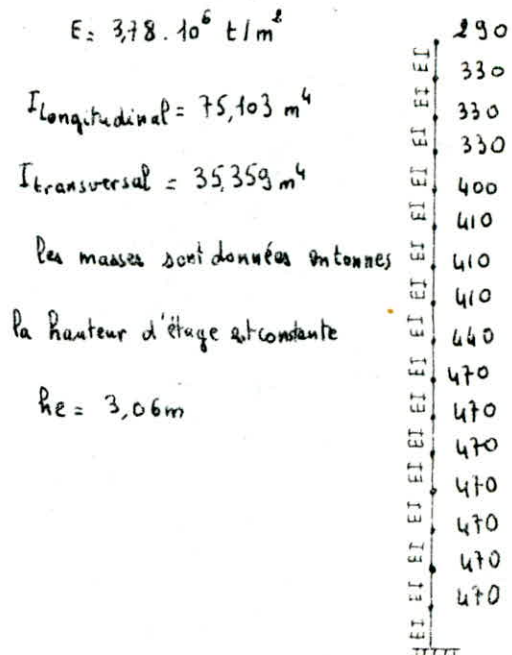 E = 3,78 . 10⁶ t/m²
I longitudinal = 75,103 m⁴
I transversal = 35,359 m⁴
les masses sont données en tonnes
la hauteur d'étage est constante
he = 3,06m
290
EI
330
EI
330
EI
330
EI
400
EI
410
EI
410
EI
410
EI
440
EI
470
EI
470
EI
470
EI
470
EI
470
EI
470
EI
470
EI